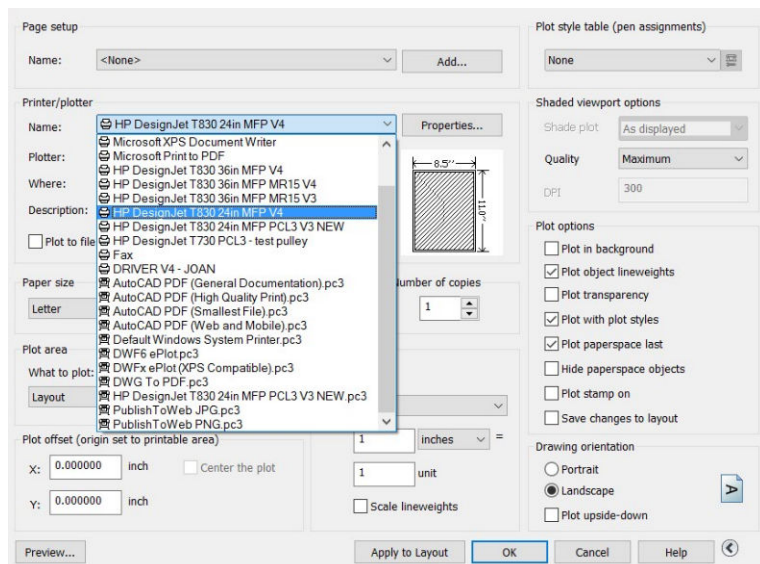 Page setup
Name: <None> Add...
Printer/plotter
Name: HP DesignJet T830 24in MFP V4 Properties...
Microsoft XPS Document Writer
Plotter: Microsoft Print to PDF
HP DesignJet T830 36in MFP V4
Where: HP DesignJet T830 36in MFP MR15 V4
HP DesignJet T830 36in MFP MR15 V3
Description: HP DesignJet T830 24in MFP V4
HP DesignJet T830 24in MFP PCL3 V3 NEW
Plot to file HP DesignJet T730 PCL3 - test pulley
Fax
DRIVER V4 - JOAN
AutoCAD PDF (General Documentation).pc3
AutoCAD PDF (High Quality Print).pc3
AutoCAD PDF (Smallest File).pc3
AutoCAD PDF (Web and Mobile).pc3
Default Windows System Printer.pc3
DWF6 ePlot.pc3
DWFx ePlot (XPS Compatible).pc3
DWG To PDF.pc3
HP DesignJet T830 24in MFP PCL3 V3 NEW.pc3
PublishToWeb JPG.pc3
PublishToWeb PNG.pc3
8.5''
11.0''
Paper size
Letter
Number of copies
1
Plot area
What to plot:
Layout
1 inches =
1 unit
Scale lineweights
Plot offset (origin set to printable area)
X: 0.000000 inch Center the plot
Y: 0.000000 inch
Plot style table (pen assignments)
None
Shaded viewport options
Shade plot As displayed
Quality Maximum
DPI 300
Plot options
Plot in background
Plot object lineweights
Plot transparency
Plot with plot styles
Plot paperspace last
Hide paperspace objects
Plot stamp on
Save changes to layout
Drawing orientation
Portrait
Landscape
Plot upside-down
A
Preview... Apply to Layout OK Cancel Help